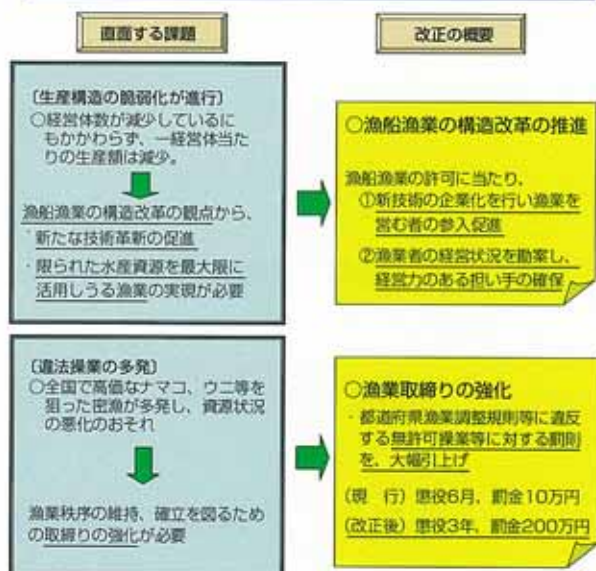 直面する課題
改正の概要
〔生産構造の脆弱化が進行〕
○経営体数が減少しているに
もかかわらず、一経営体当た
りの生産額は減少。
漁船漁業の構造改革の観点から、
・新たな技術革新の促進
・限られた水産資源を最大限に
活用しうる漁業の実現が必要
○漁船漁業の構造改革の推進
漁船漁業の許可に当たり、
①新技術の企業化を行い漁業を
営む者の参入促進
②漁業者の経営状況を勘案し、
経営力のある担い手の確保
〔違法操業の多発〕
○全国で高価なナマコ、ウニ等を
狙った密漁が多発し、資源状況
の悪化のおそれ
漁業秩序の維持、確立を図るため
の取締りの強化が必要
○漁業取締りの強化
・都道府県漁業調整規則等に違反
する無許可操業等に対する罰則
を、大幅引上げ
(現 行)懲役6月、罰金10万円
(改正後)懲役3年、罰金200万円